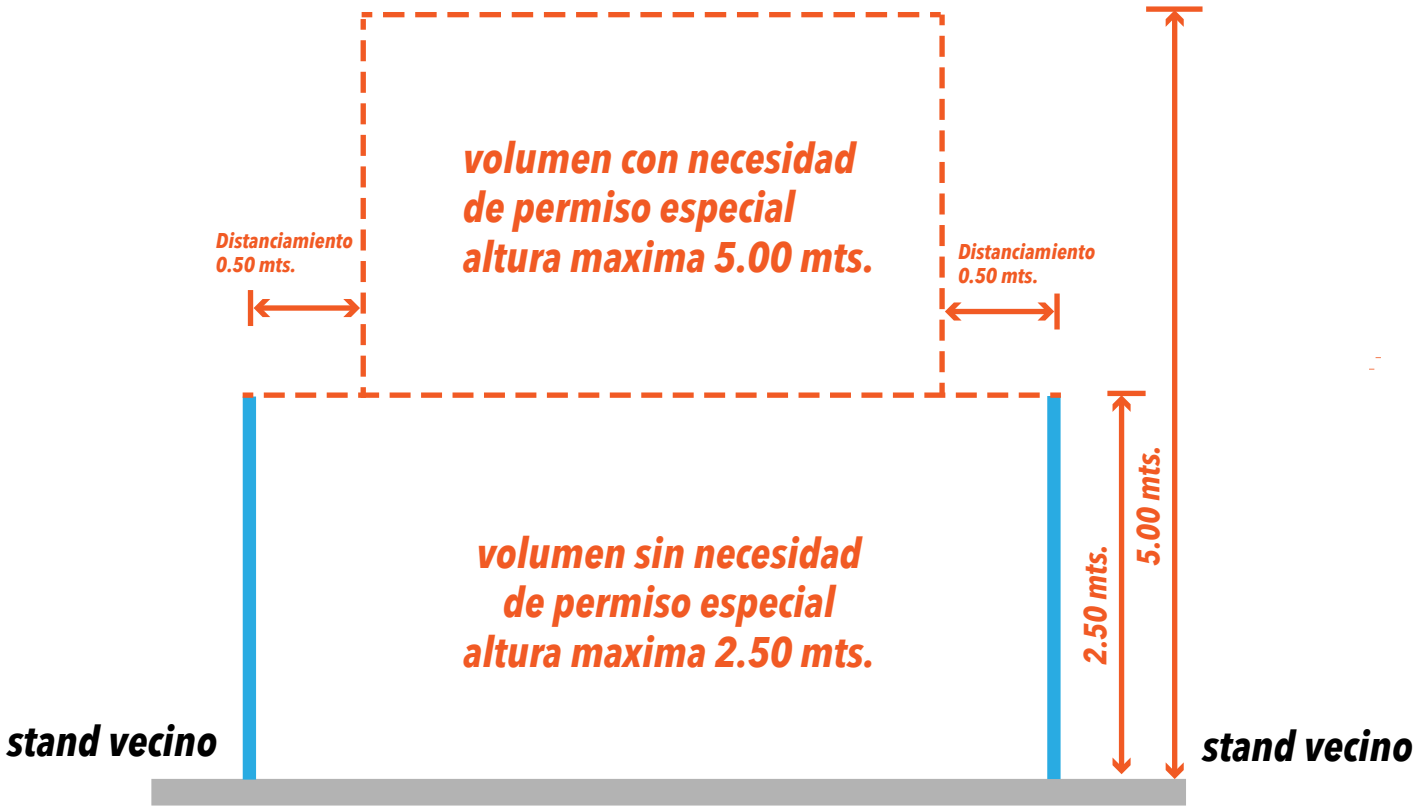 volumen con necesidad
de permiso especial
altura maxima 5.00 mts.
Distanciamiento
0.50 mts.
Distanciamiento
0.50 mts.
5.00 mts.
2.50 mts.
volumen sin necesidad
de permiso especial
altura maxima 2.50 mts.
stand vecino
stand vecino